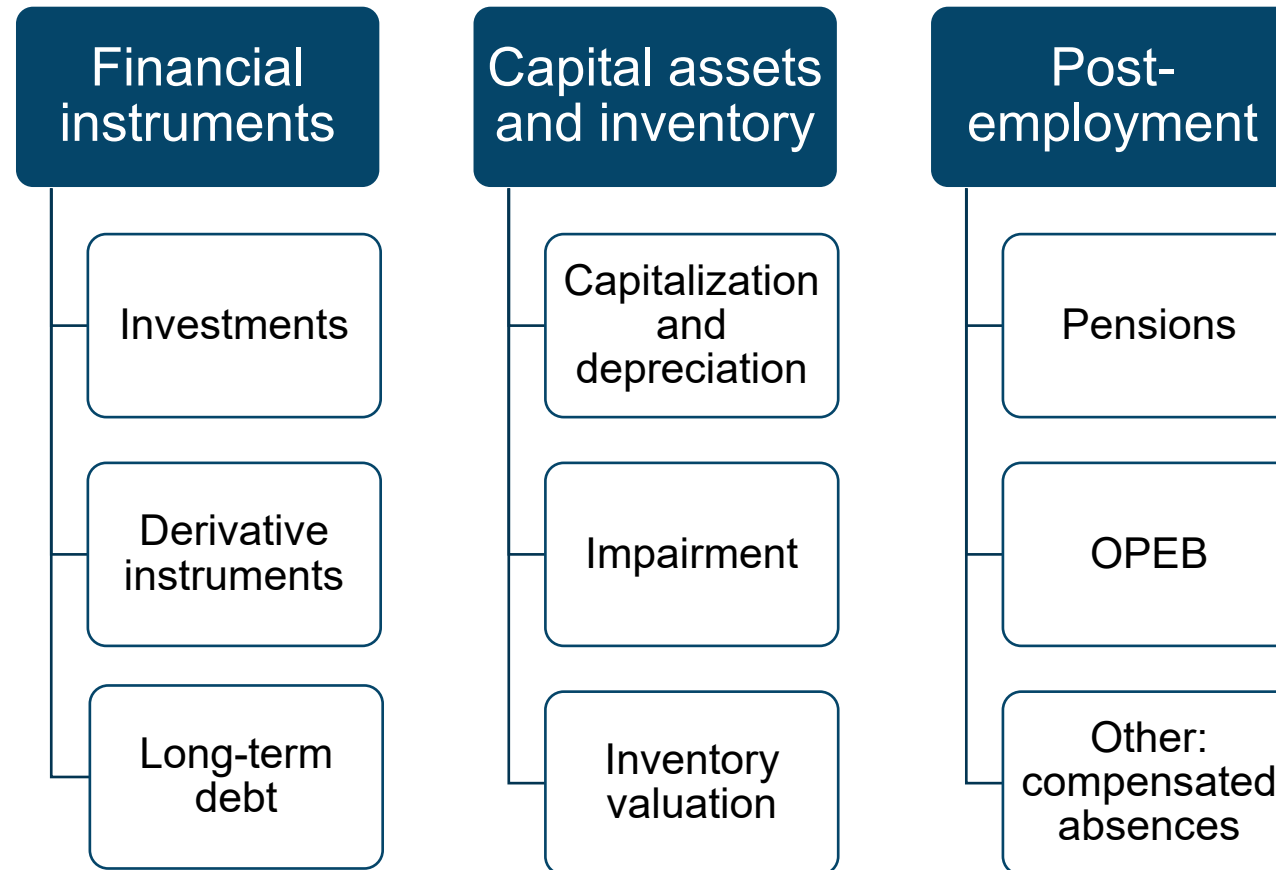 Financial
instruments
Investments
Derivative
instruments
Long-term
debt
Capital assets
and inventory
Capitalization
and
depreciation
Impairment
Inventory
valuation
Post-
employment
Pensions
OPEB
Other:
compensated
absences